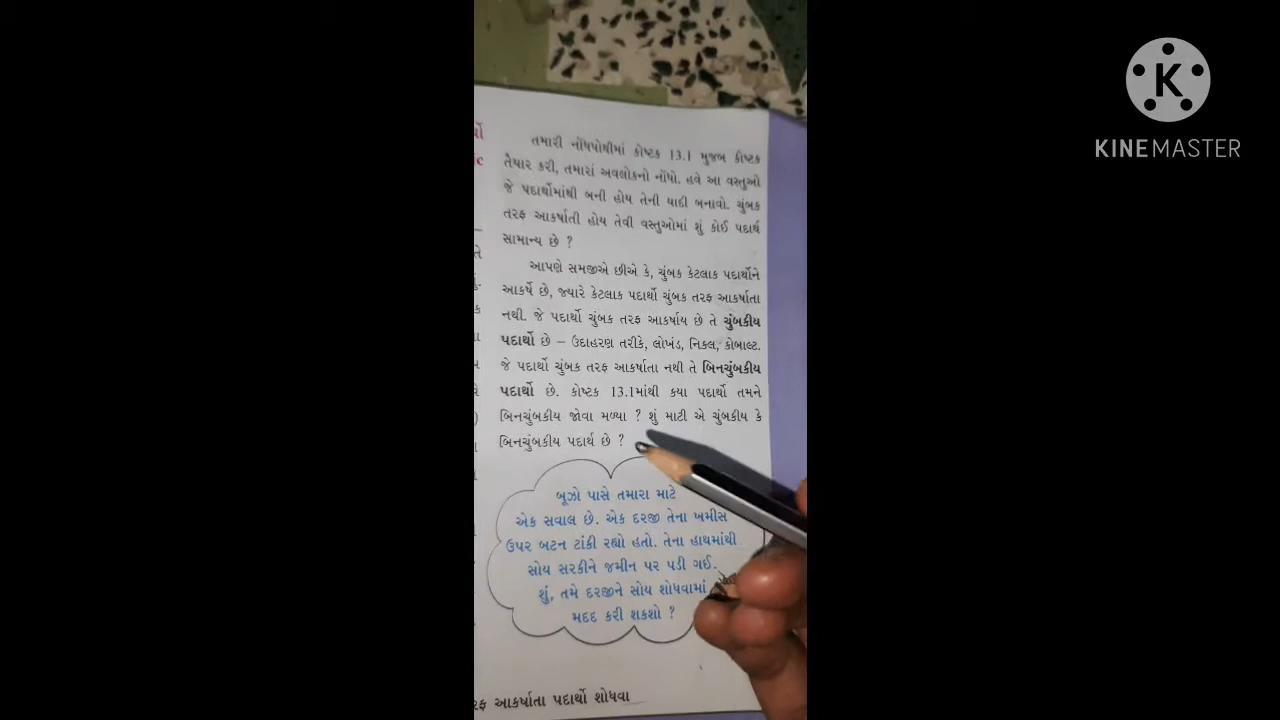 ર્થો
ic
તમારી નોંધપોથીમાં કોષ્ટક 13.1 મુજબ કોષ્ટક
તૈયાર કરી, તમારાં અવલોકનો નોંધો. હવે આ વસ્તુઓ
જે પદાર્થોમાંથી બની હોય તેની યાદી બનાવો. ચુંબક
તરફ આકર્ષાતી હોય તેવી વસ્તુઓમાં શું કોઈ પદાર્થ
સામાન્ય છે ?
આપણે સમજીએ છીએ કે, ચુંબક કેટલાક પદાર્થોને
આકર્ષે છે, જ્યારે કેટલાક પદાર્થો ચુંબક તરફ આકર્ષાતા
નથી. જે પદાર્થો ચુંબક તરફ આકર્ષાય છે તે ચુંબકીય
પદાર્થો છે – ઉદાહરણ તરીકે, લોખંડ, નિકલ, કોબાલ્ટ.
જે પદાર્થો ચુંબક તરફ આકર્ષાતા નથી તે બિનચુંબકીય
પદાર્થો છે. કોષ્ટક 13.1માંથી કયા પદાર્થો તમને
બિનચુંબકીય જોવા મળ્યા ? શું માટી એ ચુંબકીય કે
બિનચુંબકીય પદાર્થ છે ?
બૂઝો પાસે તમારા માટે
એક સવાલ છે. એક દરજી તેના ખમીસ
ઉપર બટન ટાંકી રહ્યો હતો. તેના હાથમાંથી
સોય સરકીને જમીન પર પડી ગઈ.
શું, તમે દરજીને સોય શોધવામાં
મદદ કરી શકશો ?
રફ આકર્ષાતા પદાર્થો શોધવા
K
KINEMASTER